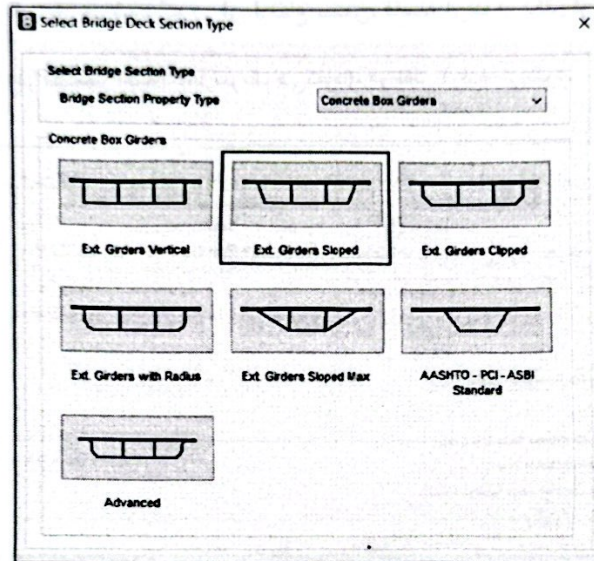 Select Bridge Deck Section Type
Select Bridge Section Type
Bridge Section Property Type
Concrete Box Girders
Concrete Box Girders
Ext. Girders Vertical
Ext. Girders Sloped
Ext. Girders Clipped
Ext. Girders with Radius
Ext. Girders Sloped Max
AASHTO - PCI - ASBI
Standard
Advanced